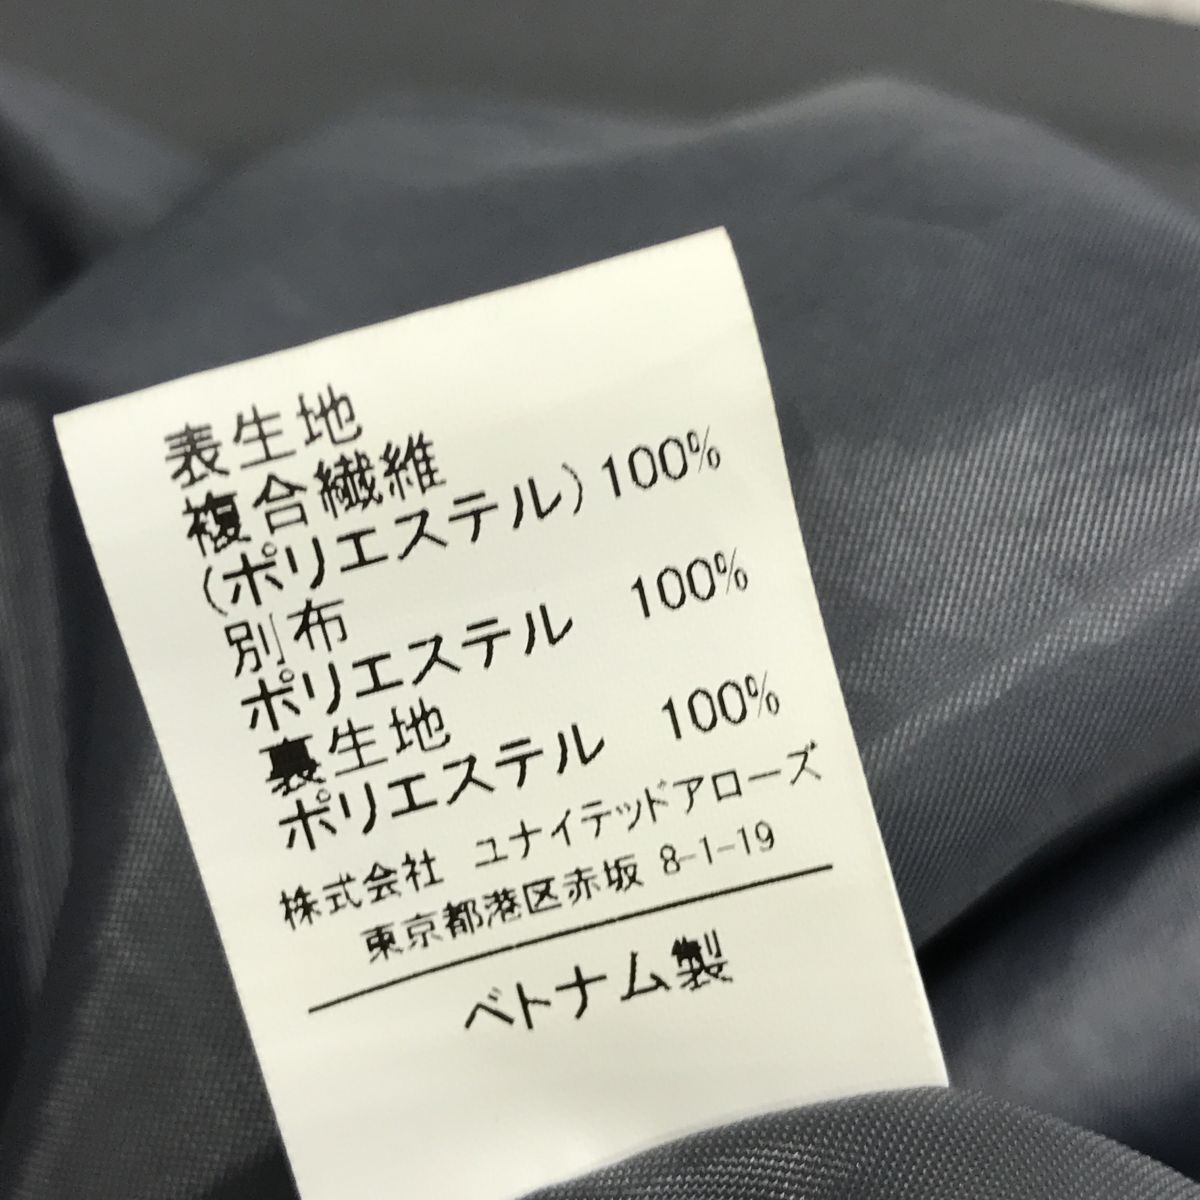 表生地
複合繊維
(ポリエステル)100%
別布
ポリエステル 100%
裏生地
ポリエステル 100%
株式会社 ユナイテッドアローズ
東京都港区赤坂 8-1-19
ベトナム製